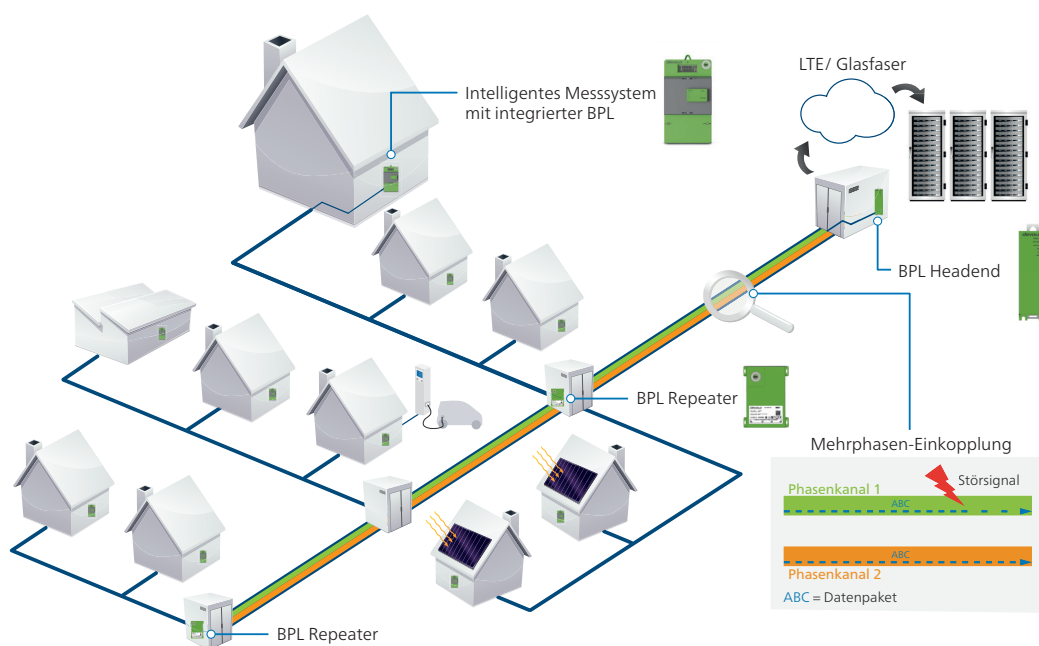 LTE/ Glasfaser
Intelligentes Messsystem
mit integrierter BPL
BPL Headend
BPL Repeater
Mehrphasen-Einkopplung
Störsignal
Phasenkanal 1
ABC
ABC
Phasenkanal 2
ABC = Datenpaket
BPL Repeater